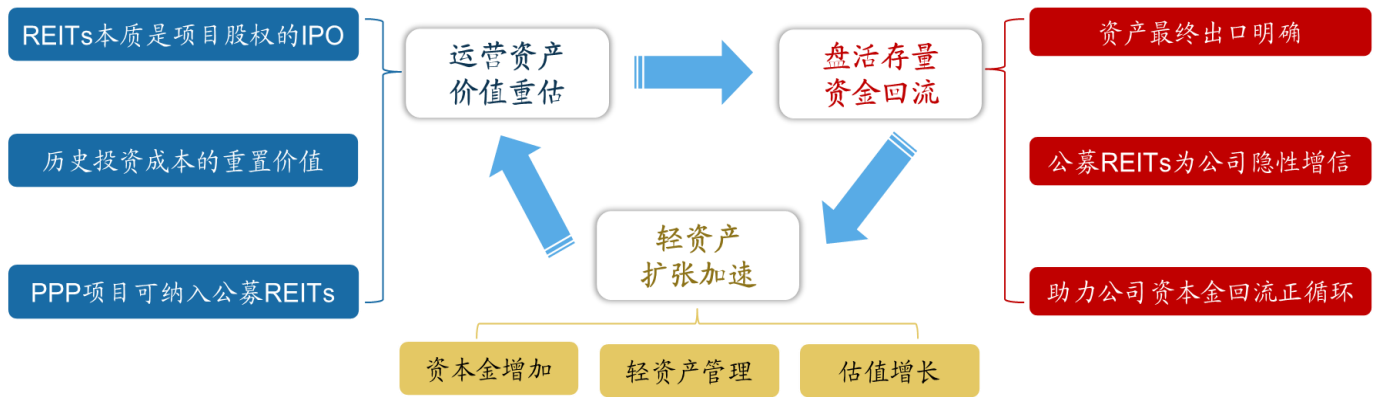 REITs本质是项目股权的IPO
历史投资成本的重置价值
PPP项目可纳入公募REITs
运营资产
价值重估
盘活存量
资金回流
轻资产
扩张加速
资产最终出口明确
公募REITs为公司隐性增信
助力公司资本金回流正循环
资本金增加
轻资产管理
估值增长